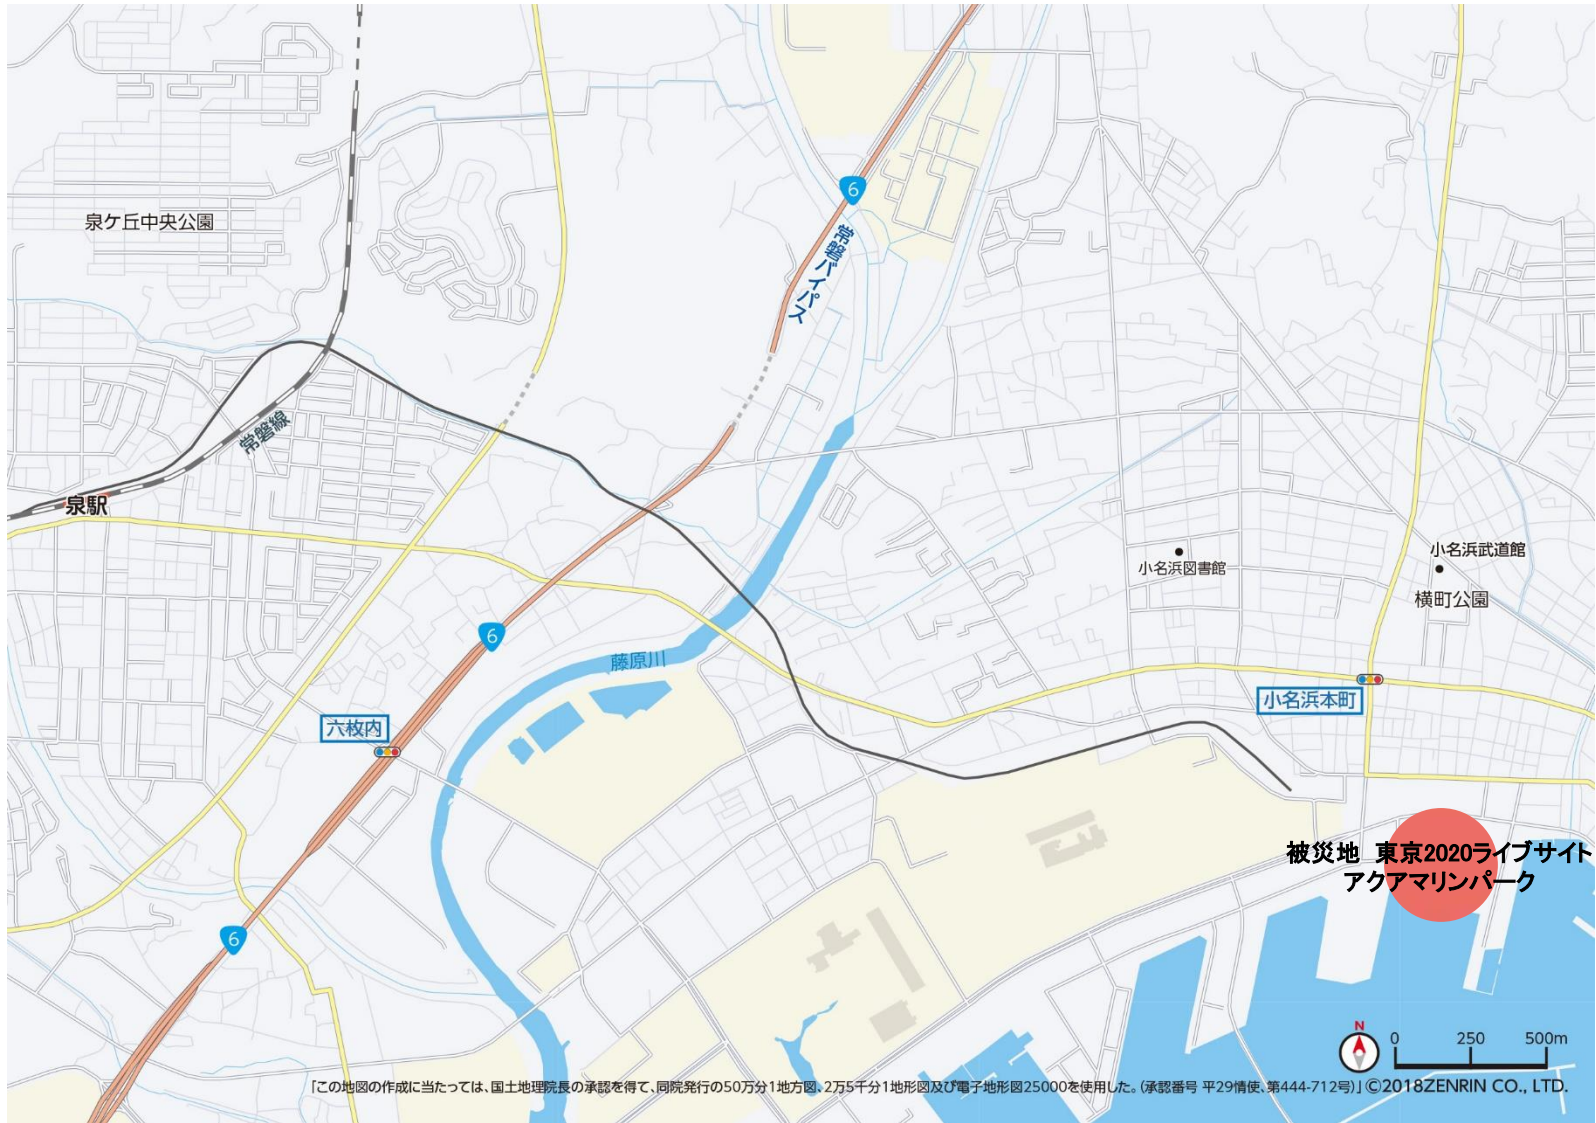 6
常磐バイパス
泉ケ丘中央公園
常磐線
泉駅
小名浜武道館
小名浜図書館
横町公園
6
藤原川
小名浜本町
六枚内
被災地 東京2020ライブサイト
アクアマリンパーク
6
N
0 250 500m
「この地図の作成に当たっては、国土地理院長の承認を得て、同院発行の50万分1地方図、2万5千分1地形図及び電子地形図25000を使用した。(承認番号 平29情使、第444-712号)」©2018ZENRIN CO., LTD.